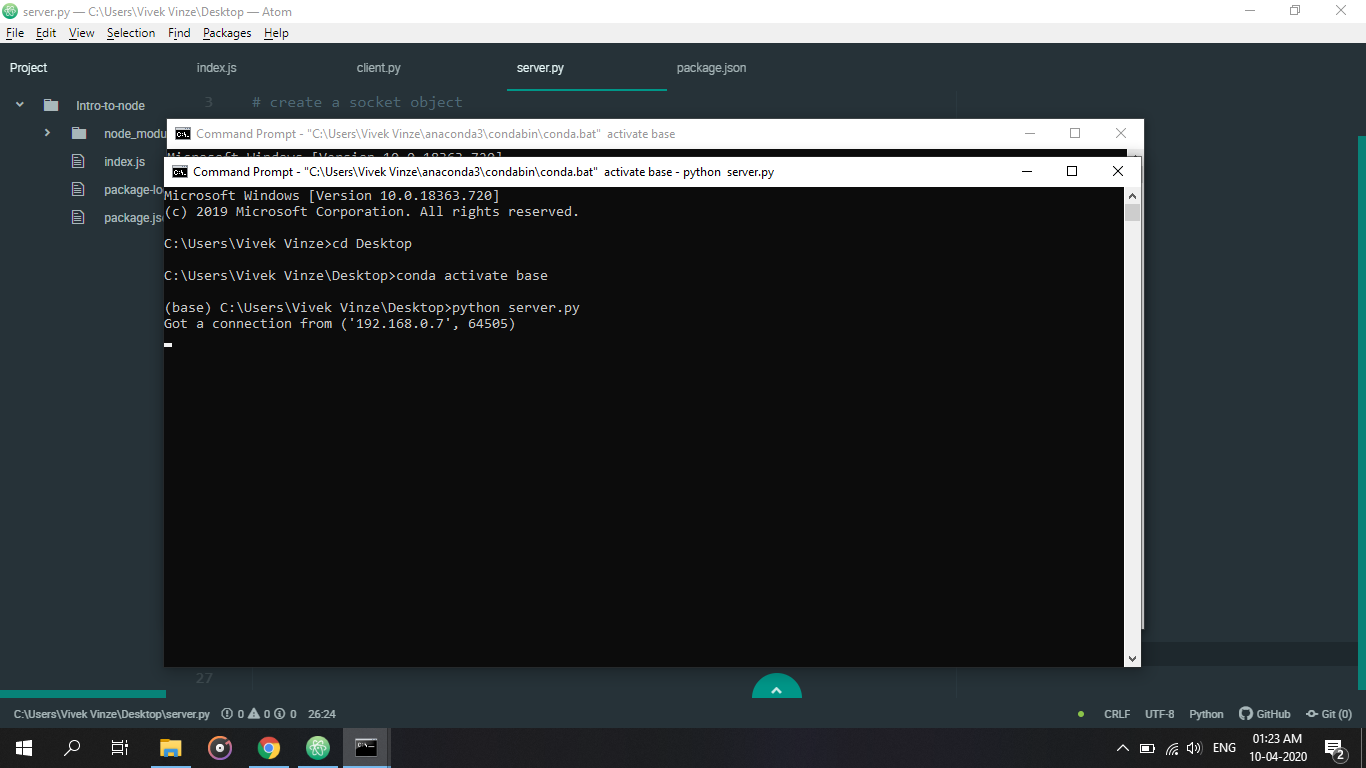 server.py — C:\Users\Vivek Vinze\Desktop — Atom
File Edit View Selection Find Packages Help
Project
index.js client.py server.py package.json
Intro-to-node
3 # create a socket object
node_modu
Command Prompt - "C:\Users\Vivek Vinze\anaconda3\condabin\conda.bat" activate base
Microsoft Windows [Version 10.0.18363.720]
index.js
Command Prompt - "C:\Users\Vivek Vinze\anaconda3\condabin\conda.bat" activate base - python server.py
package-lo
package.js
Microsoft Windows [Version 10.0.18363.720]
(c) 2019 Microsoft Corporation. All rights reserved.
C:\Users\Vivek Vinze>cd Desktop
C:\Users\Vivek Vinze\Desktop>conda activate base
(base) C:\Users\Vivek Vinze\Desktop>python server.py
Got a connection from ('192.168.0.7', 64505)
27
C:\Users\Vivek Vinze\Desktop\server.py 0 0 0 26:24
CRLF UTF-8 Python GitHub Git (0)
ENG 01:23 AM
10-04-2020
2